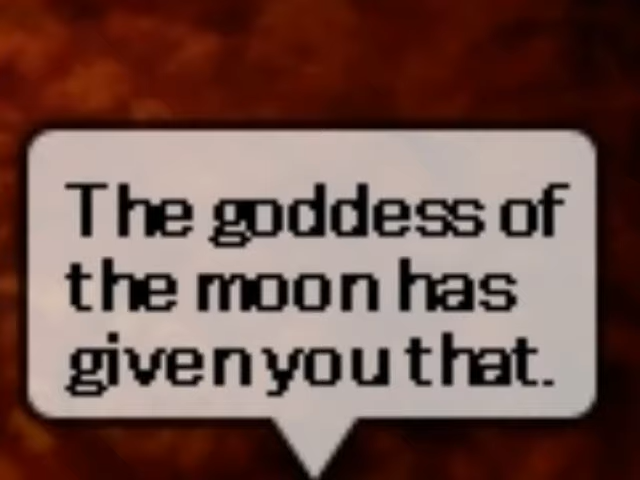 The goddess of
the moon has
given you that.